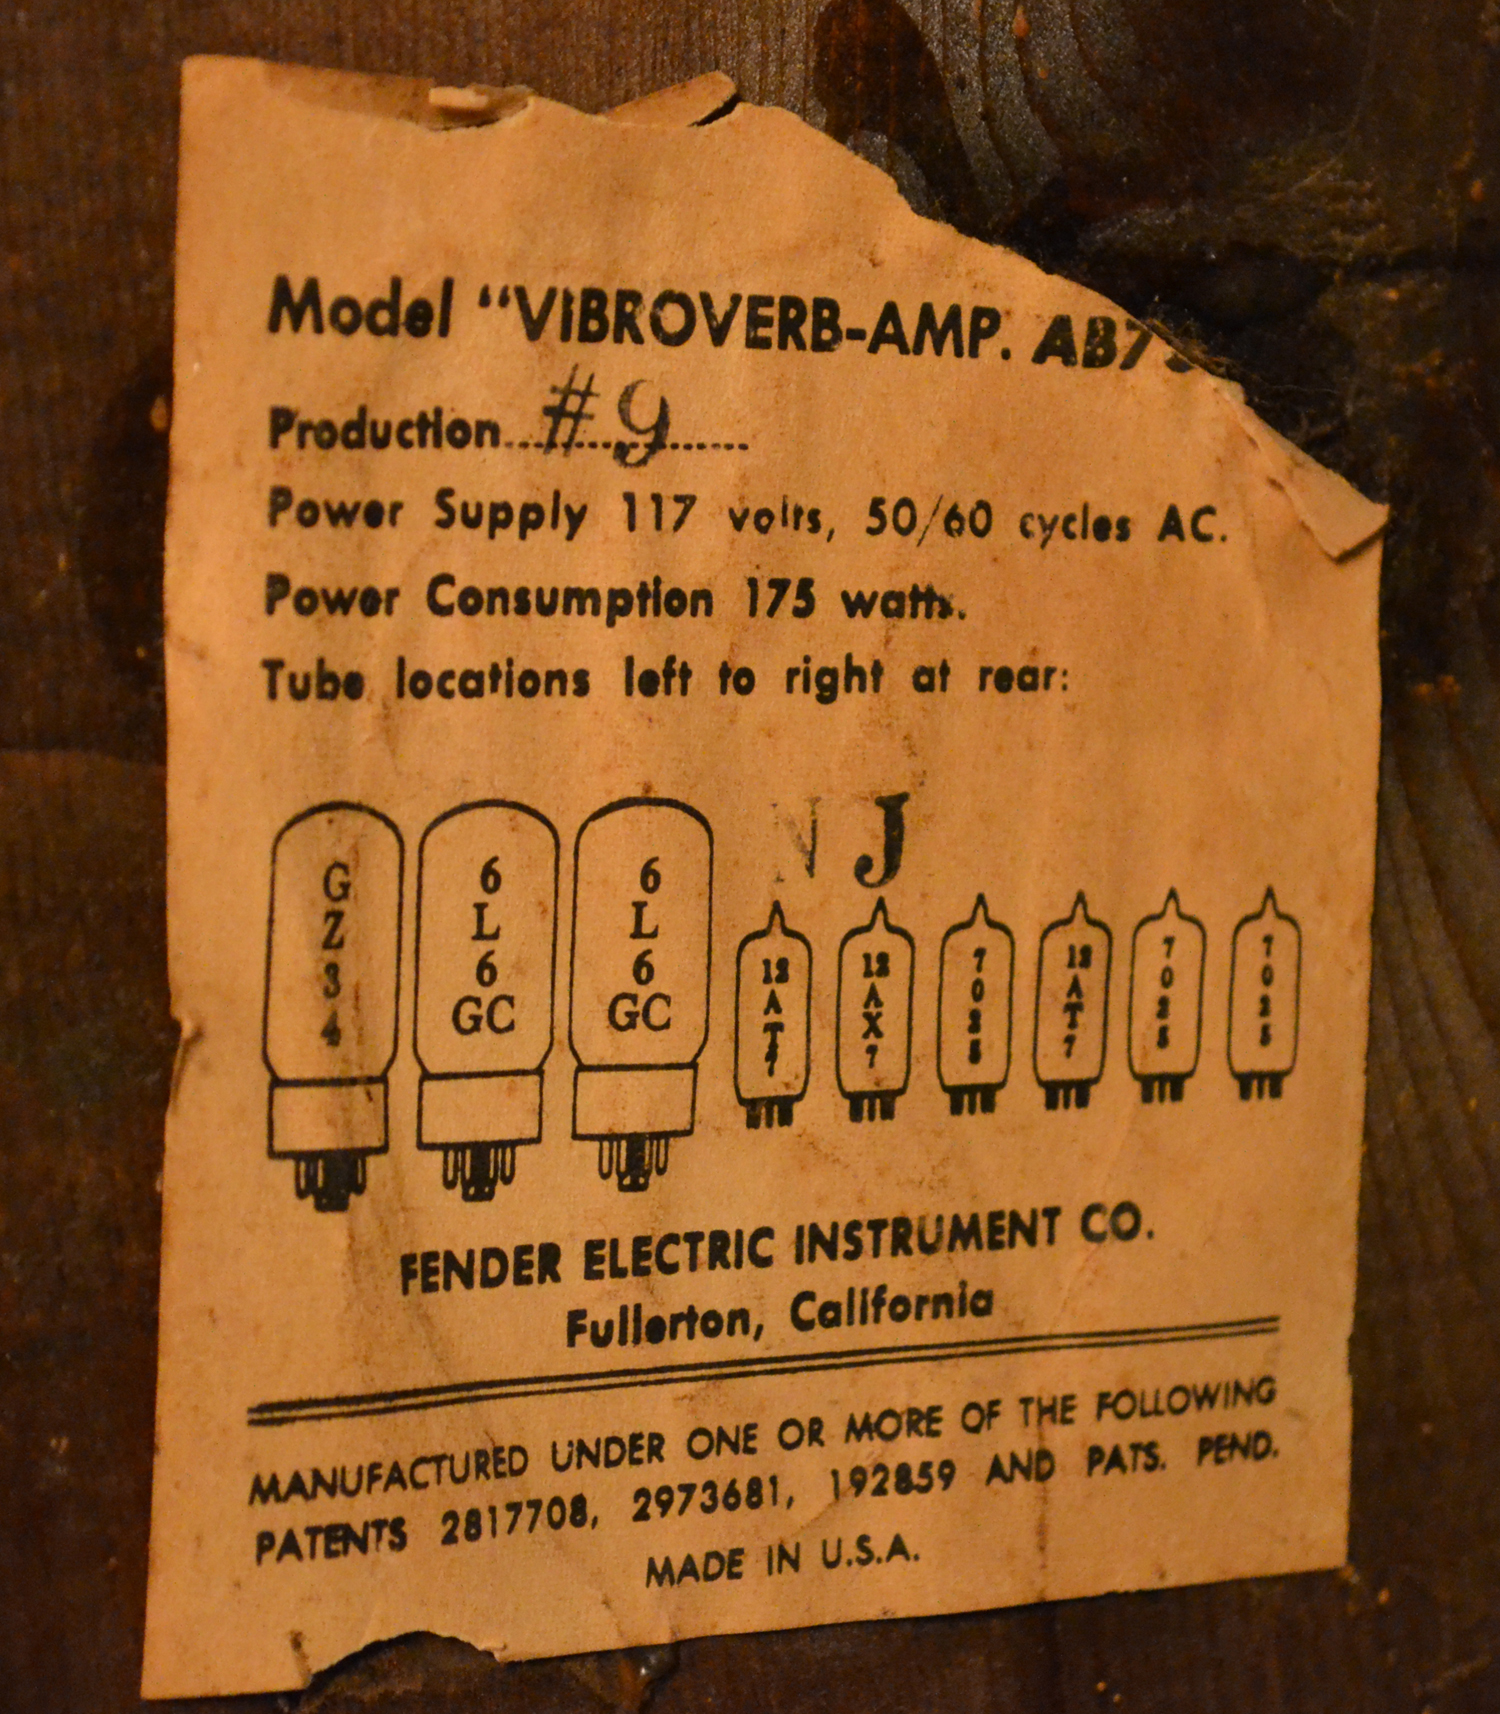 Model "VIBROVERB-AMP. AB7
Production.... #9 ......
Power Supply 117 volts, 50/60 cycles AC.
Power Consumption 175 watts.
Tube locations left to right at rear:
N J
GZ34 6L6GC 6L6GC 12AT7 12AX7 7025 12AT7 7025 7025
FENDER ELECTRIC INSTRUMENT CO.
Fullerton, California
MANUFACTURED UNDER ONE OR MORE OF THE FOLLOWING
PATENTS 2817708, 2973681, 192859 AND PATS. PEND.
MADE IN U.S.A.